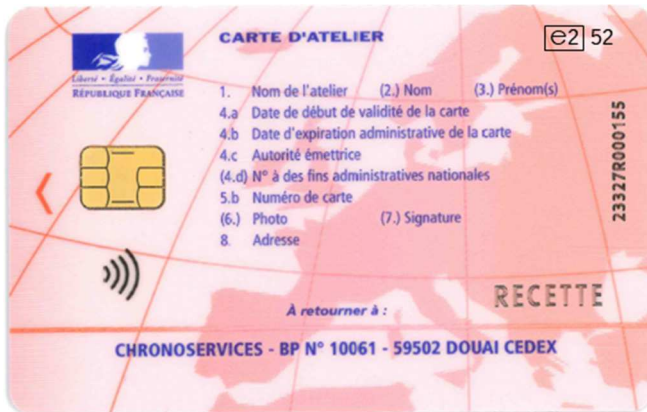 CARTE D'ATELIER
e2 52
Liberté • Égalité • Fraternité
RÉPUBLIQUE FRANÇAISE
1. Nom de l'atelier (2.) Nom (3.) Prénom(s)
4.a Date de début de validité de la carte
4.b Date d'expiration administrative de la carte
4.c Autorité émettrice
(4.d) N° à des fins administratives nationales
5.b Numéro de carte
(6.) Photo (7.) Signature
8. Adresse
23327R000155
RECETTE
À retourner à :
CHRONOSERVICES - BP N° 10061 - 59502 DOUAI CEDEX